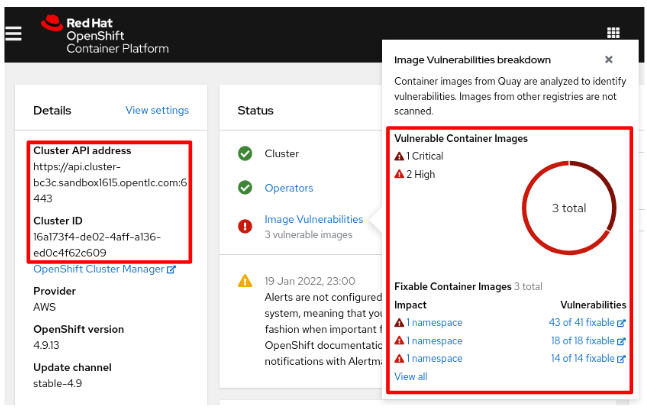 Red Hat
OpenShift
Container Platform
Details
View settings
Cluster API address
https://api.cluster-
bc3c.sandbox1615.opentlc.com:6
443
Cluster ID
16a173f4-de02-4aff-a136-
ed0c4f62c609
OpenShift Cluster Manager
Provider
AWS
OpenShift version
4.9.13
Update channel
stable-4.9
Status
Cluster
Operators
Image Vulnerabilities
3 vulnerable images
19 Jan 2022, 23:00
Alerts are not configured
system, meaning that you
fashion when important f
OpenShift documentatio
notifications with Alertma
Image Vulnerabilities breakdown
Container images from Quay are analyzed to identify
vulnerabilities. Images from other registries are not
scanned.
Vulnerable Container Images
1 Critical
2 High
3 total
Fixable Container Images 3 total
Impact Vulnerabilities
1 namespace 43 of 41 fixable
1 namespace 18 of 18 fixable
1 namespace 14 of 14 fixable
View all